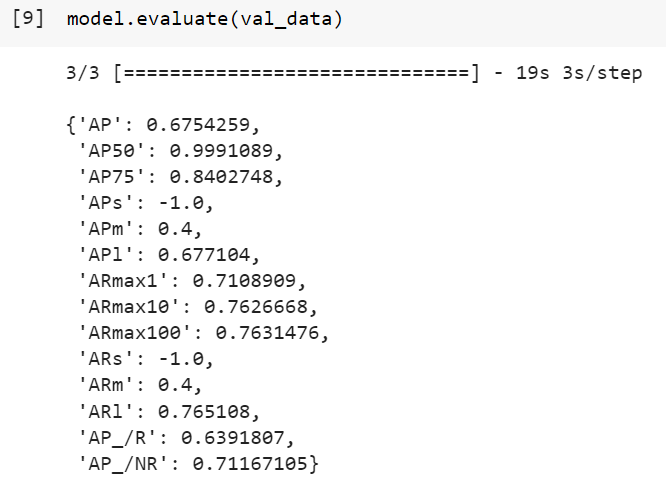 [9] model.evaluate(val_data)
3/3 [==============================] - 19s 3s/step
{'AP': 0.6754259,
'AP50': 0.9991089,
'AP75': 0.8402748,
'APs': -1.0,
'APm': 0.4,
'APl': 0.677104,
'ARmax1': 0.7108909,
'ARmax10': 0.7626668,
'ARmax100': 0.7631476,
'ARs': -1.0,
'ARm': 0.4,
'ARl': 0.765108,
'AP_/R': 0.6391807,
'AP_/NR': 0.71167105}